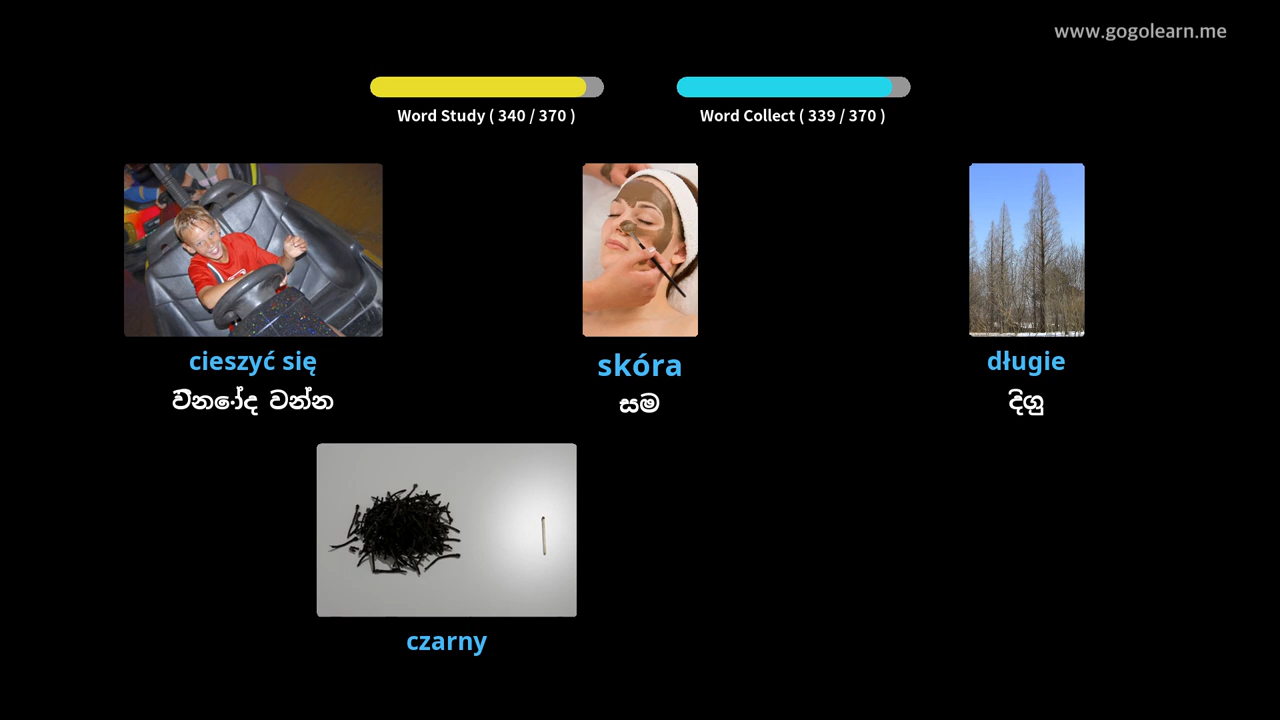 www.gogolearn.me
Word Study ( 340 / 370 )
Word Collect ( 339 / 370 )
cieszyć się
විනෝද වන්න
skóra
සම
długie
දිගු
czarny